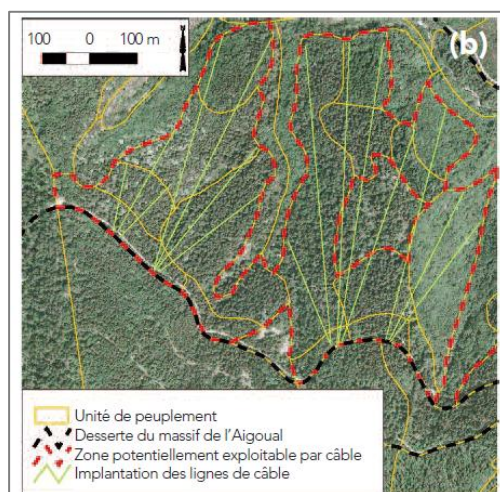 100 0 100 m
(b)
Unité de peuplement
Desserte du massif de l'Aigoual
Zone potentiellement exploitable par câble
Implantation des lignes de câble